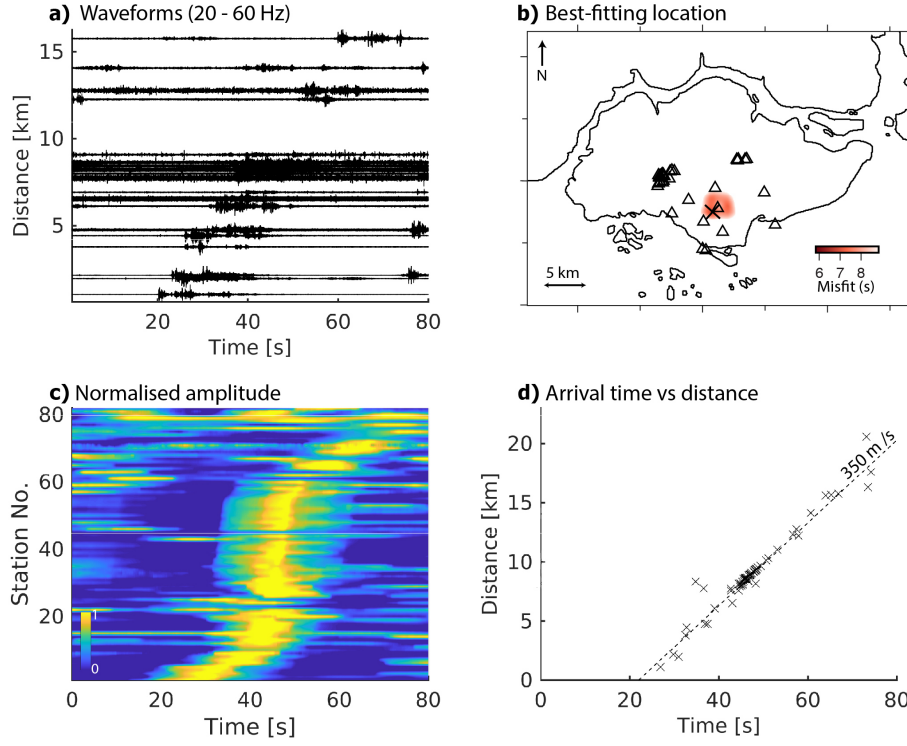 a) Waveforms (20 - 60 Hz)
15
10
5
Distance [km]
20 40 60 80
Time [s]
b) Best-fitting location
N
5 km
6 7 8
Misfit (s)
c) Normalised amplitude
80
60
40
20
Station No.
1
0
0 20 40 60 80
Time [s]
d) Arrival time vs distance
350 m/s
20
15
10
5
0
Distance [km]
0 20 40 60 80
Time [s]